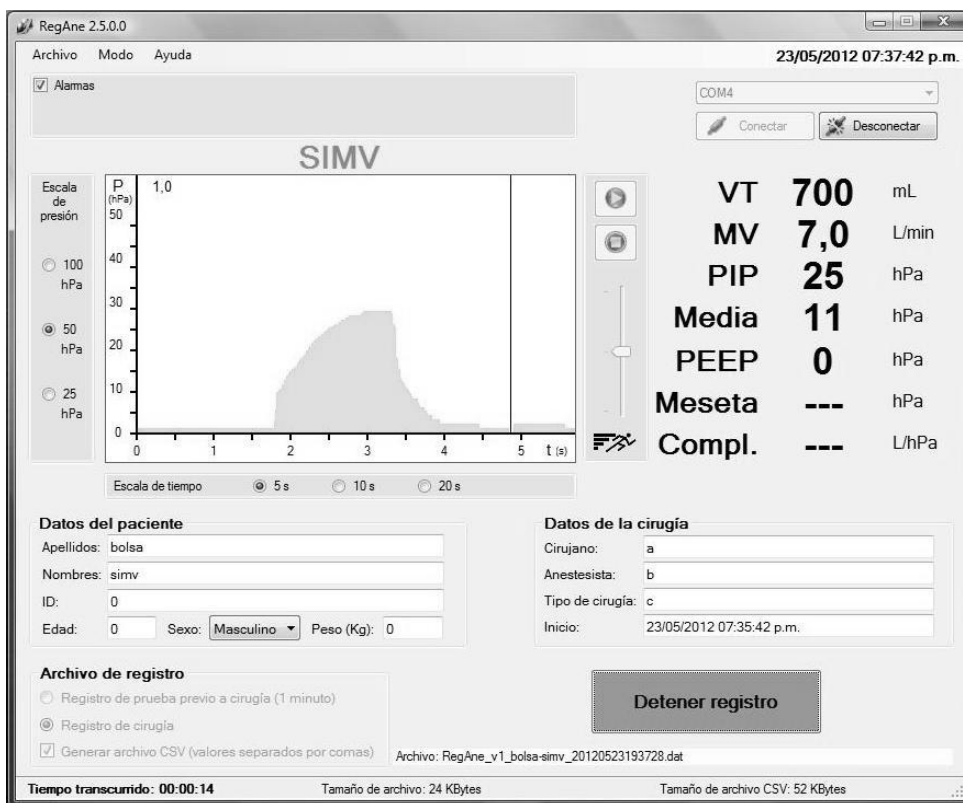 RegAne 2.5.0.0
Archivo Modo Ayuda
23/05/2012 07:37:42 p.m.
Alarmas
COM4
Conectar
Desconectar
SIMV
Escala de presión
100 hPa
50 hPa
25 hPa
P (hPa)
1,0
50
40
30
20
10
0
0 1 2 3 4 5 t (s)
Escala de tiempo 5 s 10 s 20 s
VT 700 mL
MV 7,0 L/min
PIP 25 hPa
Media 11 hPa
PEEP 0 hPa
Meseta --- hPa
Compl. --- L/hPa
Datos del paciente
Apellidos: bolsa
Nombres: simv
ID: 0
Edad: 0 Sexo: Masculino Peso (Kg): 0
Datos de la cirugía
Cirujano: a
Anestesista: b
Tipo de cirugía: c
Inicio: 23/05/2012 07:35:42 p.m.
Archivo de registro
Registro de prueba previo a cirugía (1 minuto)
Registro de cirugía
Generar archivo CSV (valores separados por comas)
Detener registro
Archivo: RegAne_v1_bolsa-simv_20120523193728.dat
Tiempo transcurrido: 00:00:14 Tamaño de archivo: 24 KBytes Tamaño de archivo CSV: 52 KBytes